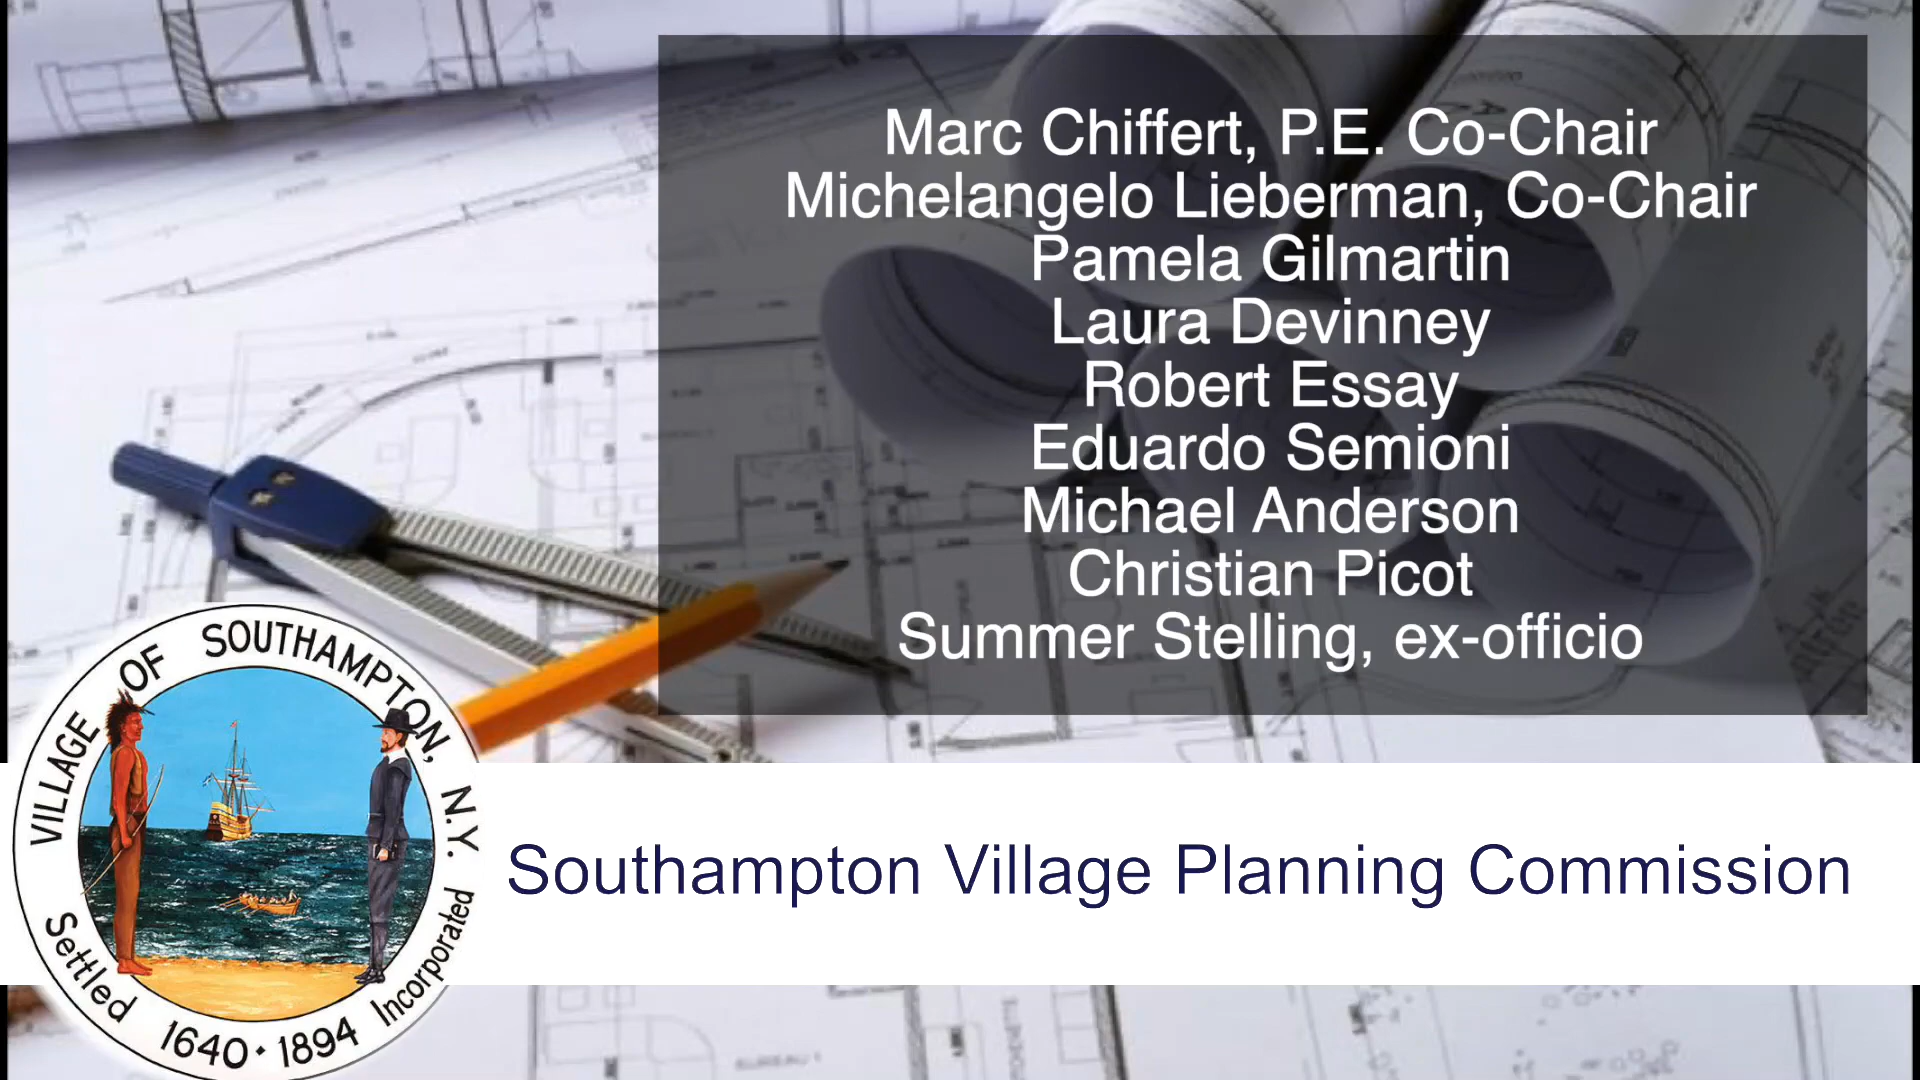 Marc Chiffert, P.E. Co-Chair
Michelangelo Lieberman, Co-Chair
Pamela Gilmartin
Laura Devinney
Robert Essay
Eduardo Semioni
Michael Anderson
Christian Picot
Summer Stelling, ex-officio
VILLAGE OF SOUTHAMPTON, N.Y.
Settled 1640 · 1894 Incorporated
Southampton Village Planning Commission